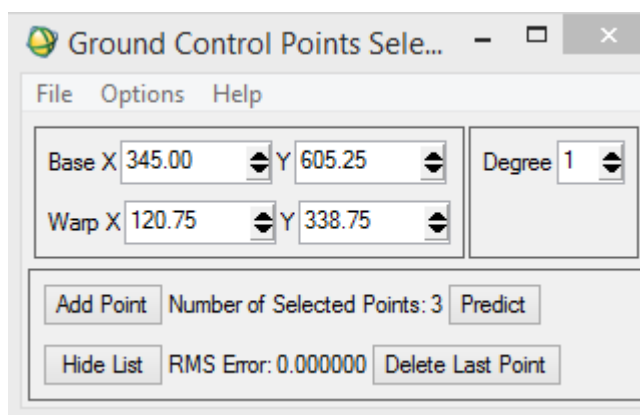 Ground Control Points Sele...
File Options Help
Base X 345.00 Y 605.25 Degree 1
Warp X 120.75 Y 338.75
Add Point Number of Selected Points: 3 Predict
Hide List RMS Error: 0.000000 Delete Last Point